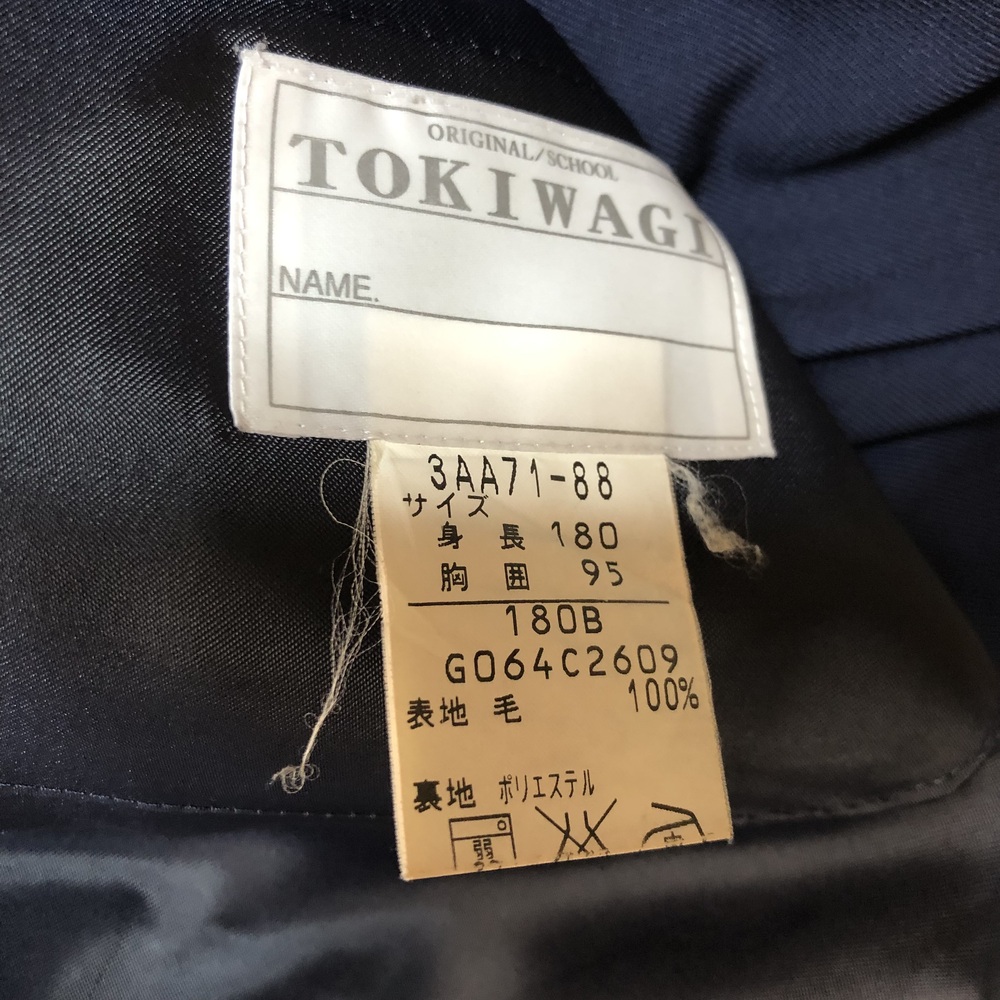 ORIGINAL/SCHOOL
TOKIWAGI
NAME.
3AA71-88
サイズ
身長 180
胸囲 95
180B
G064C2609
表地 毛 100%
裏地 ポリエステル
弱